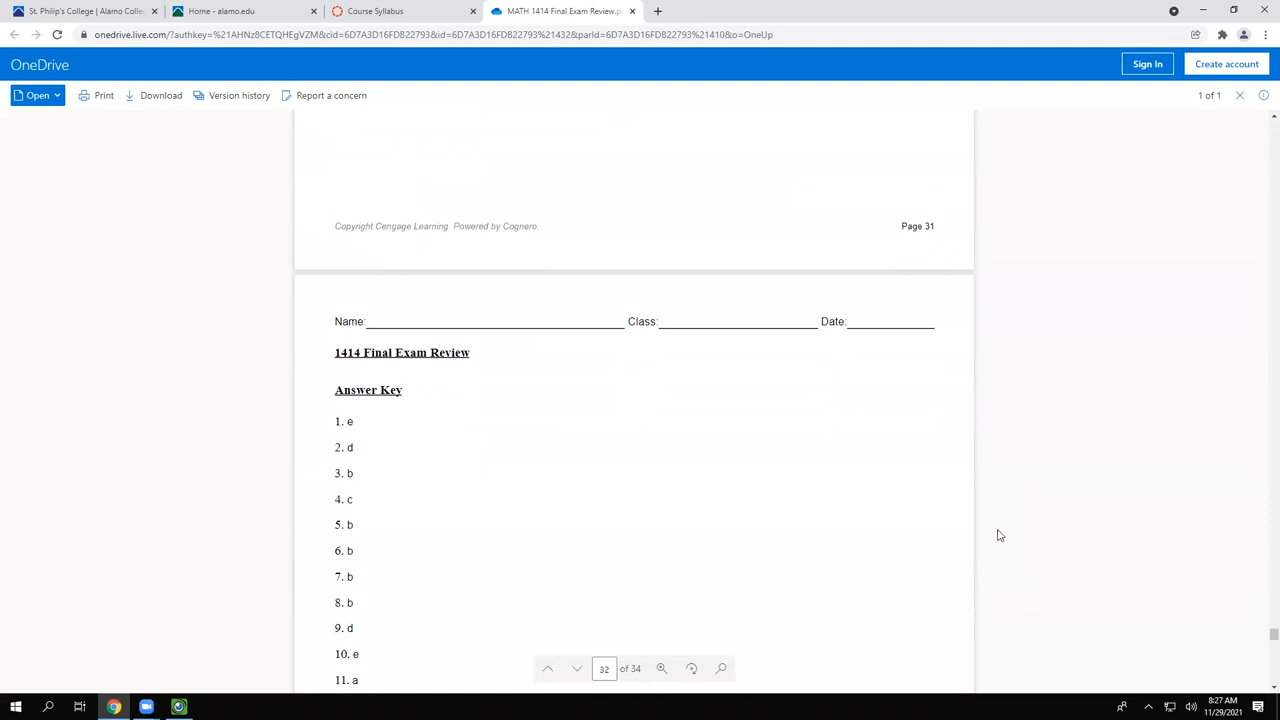 St. Philip's College | Alamo Colle
Home - alamo.edu
Course Syllabus
MATH 1414 Final Exam Review.p
onedrive.live.com/?authkey=%21AHNz8CETQHEgVZM&cid=6D7A3D16FDB22793&id=6D7A3D16FDB22793%21432&parId=6D7A3D16FDB22793%21410&o=OneUp
OneDrive
Sign In
Create account
Open
Print
Download
Version history
Report a concern
1 of 1
Copyright Cengage Learning. Powered by Cognero.
Page 31
Name: Class: Date:
1414 Final Exam Review
Answer Key
1. e
2. d
3. b
4. c
5. b
6. b
7. b
8. b
9. d
10. e
11. a
32 of 34
8:27 AM
11/29/2021